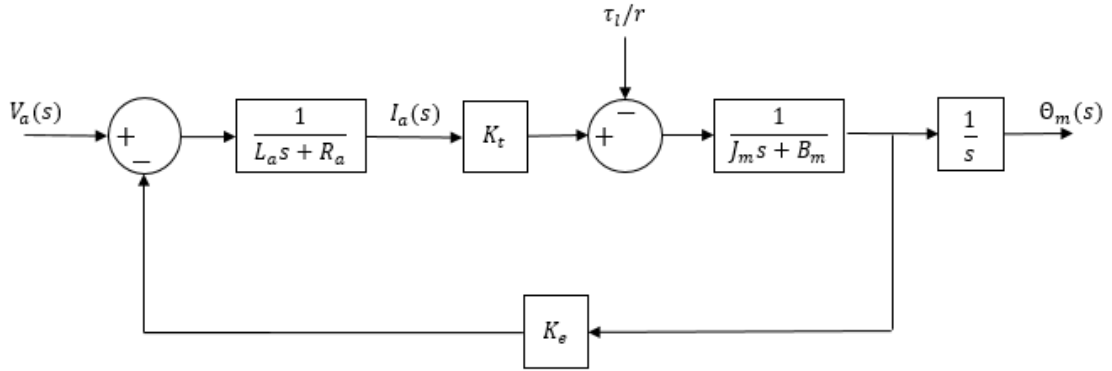 τ_l/r
V_a(s)
+
−
1
L_a s + R_a
I_a(s)
K_t
+
−
1
J_m s + B_m
1
s
Θ_m(s)
K_e